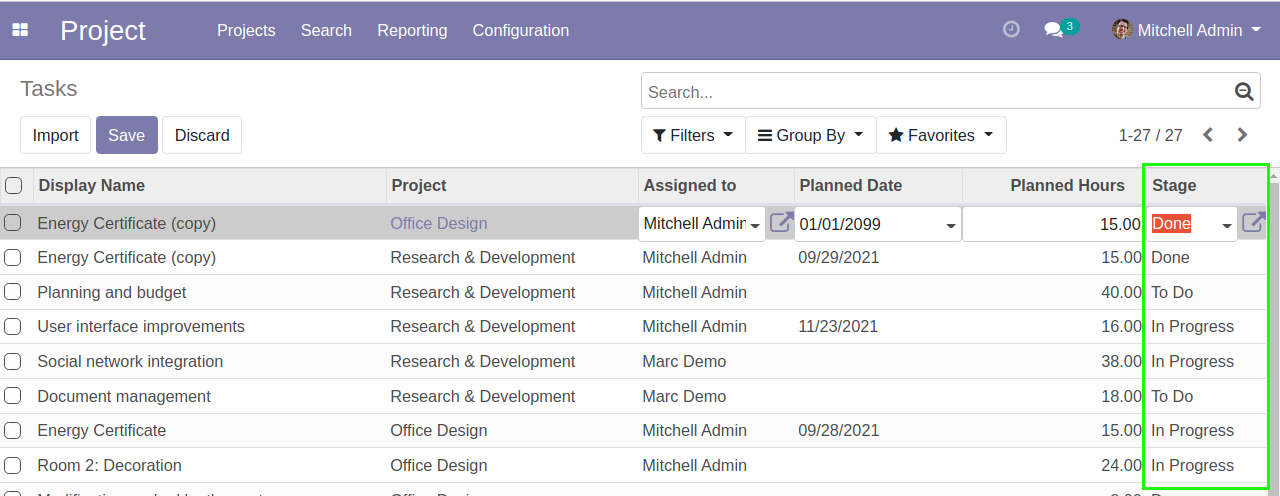 Project Projects Search Reporting Configuration 3 Mitchell Admin
Tasks
Search...
Import Save Discard Filters Group By Favorites 1-27 / 27
Display Name Project Assigned to Planned Date Planned Hours Stage
Energy Certificate (copy) Office Design Mitchell Admin 01/01/2099 15.00 Done
Energy Certificate (copy) Research & Development Mitchell Admin 09/29/2021 15.00 Done
Planning and budget Research & Development Mitchell Admin 40.00 To Do
User interface improvements Research & Development Mitchell Admin 11/23/2021 16.00 In Progress
Social network integration Research & Development Marc Demo 38.00 In Progress
Document management Research & Development Marc Demo 18.00 To Do
Energy Certificate Office Design Mitchell Admin 09/28/2021 15.00 In Progress
Room 2: Decoration Office Design Mitchell Admin 24.00 In Progress